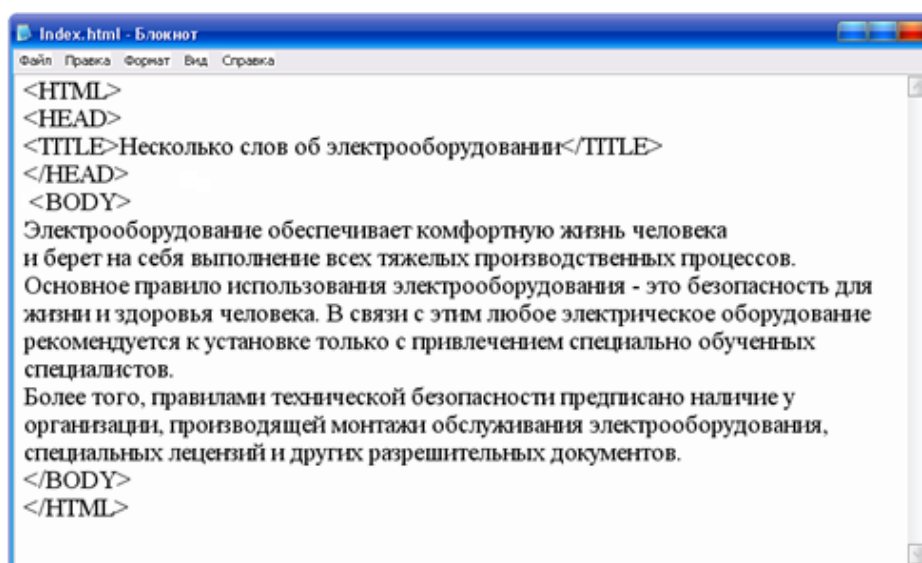 Index.html - Блокнот
Файл Правка Формат Вид Справка
<HTML>
<HEAD>
<TITLE>Несколько слов об электрооборудовании</TITLE>
</HEAD>
<BODY>
Электрооборудование обеспечивает комфортную жизнь человека
и берет на себя выполнение всех тяжелых производственных процессов.
Основное правило использования электрооборудования - это безопасность для
жизни и здоровья человека. В связи с этим любое электрическое оборудование
рекомендуется к установке только с привлечением специально обученных
специалистов.
Более того, правилами технической безопасности предписано наличие у
организации, производящей монтажи обслуживания электрооборудования,
специальных лецензий и других разрешительных документов.
</BODY>
</HTML>